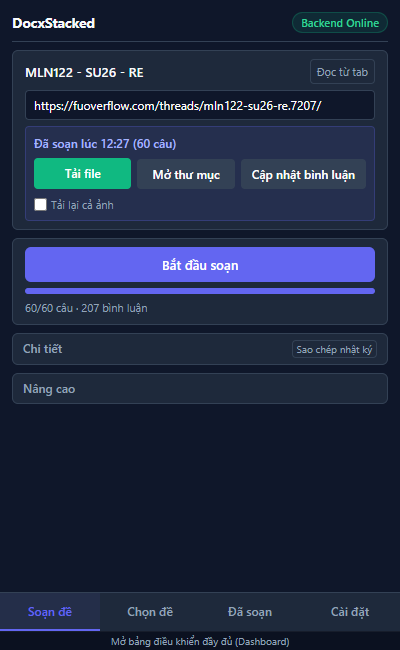 DocxStacked
Backend Online
MLN122 - SU26 - RE
Đọc từ tab
https://fuoverflow.com/threads/mln122-su26-re.7207/
Đã soạn lúc 12:27 (60 câu)
Tải file
Mở thư mục
Cập nhật bình luận
Tải lại cả ảnh
Bắt đầu soạn
60/60 câu · 207 bình luận
Chi tiết
Sao chép nhật ký
Nâng cao
Soạn đề
Chọn đề
Đã soạn
Cài đặt
Mở bảng điều khiển đầy đủ (Dashboard)